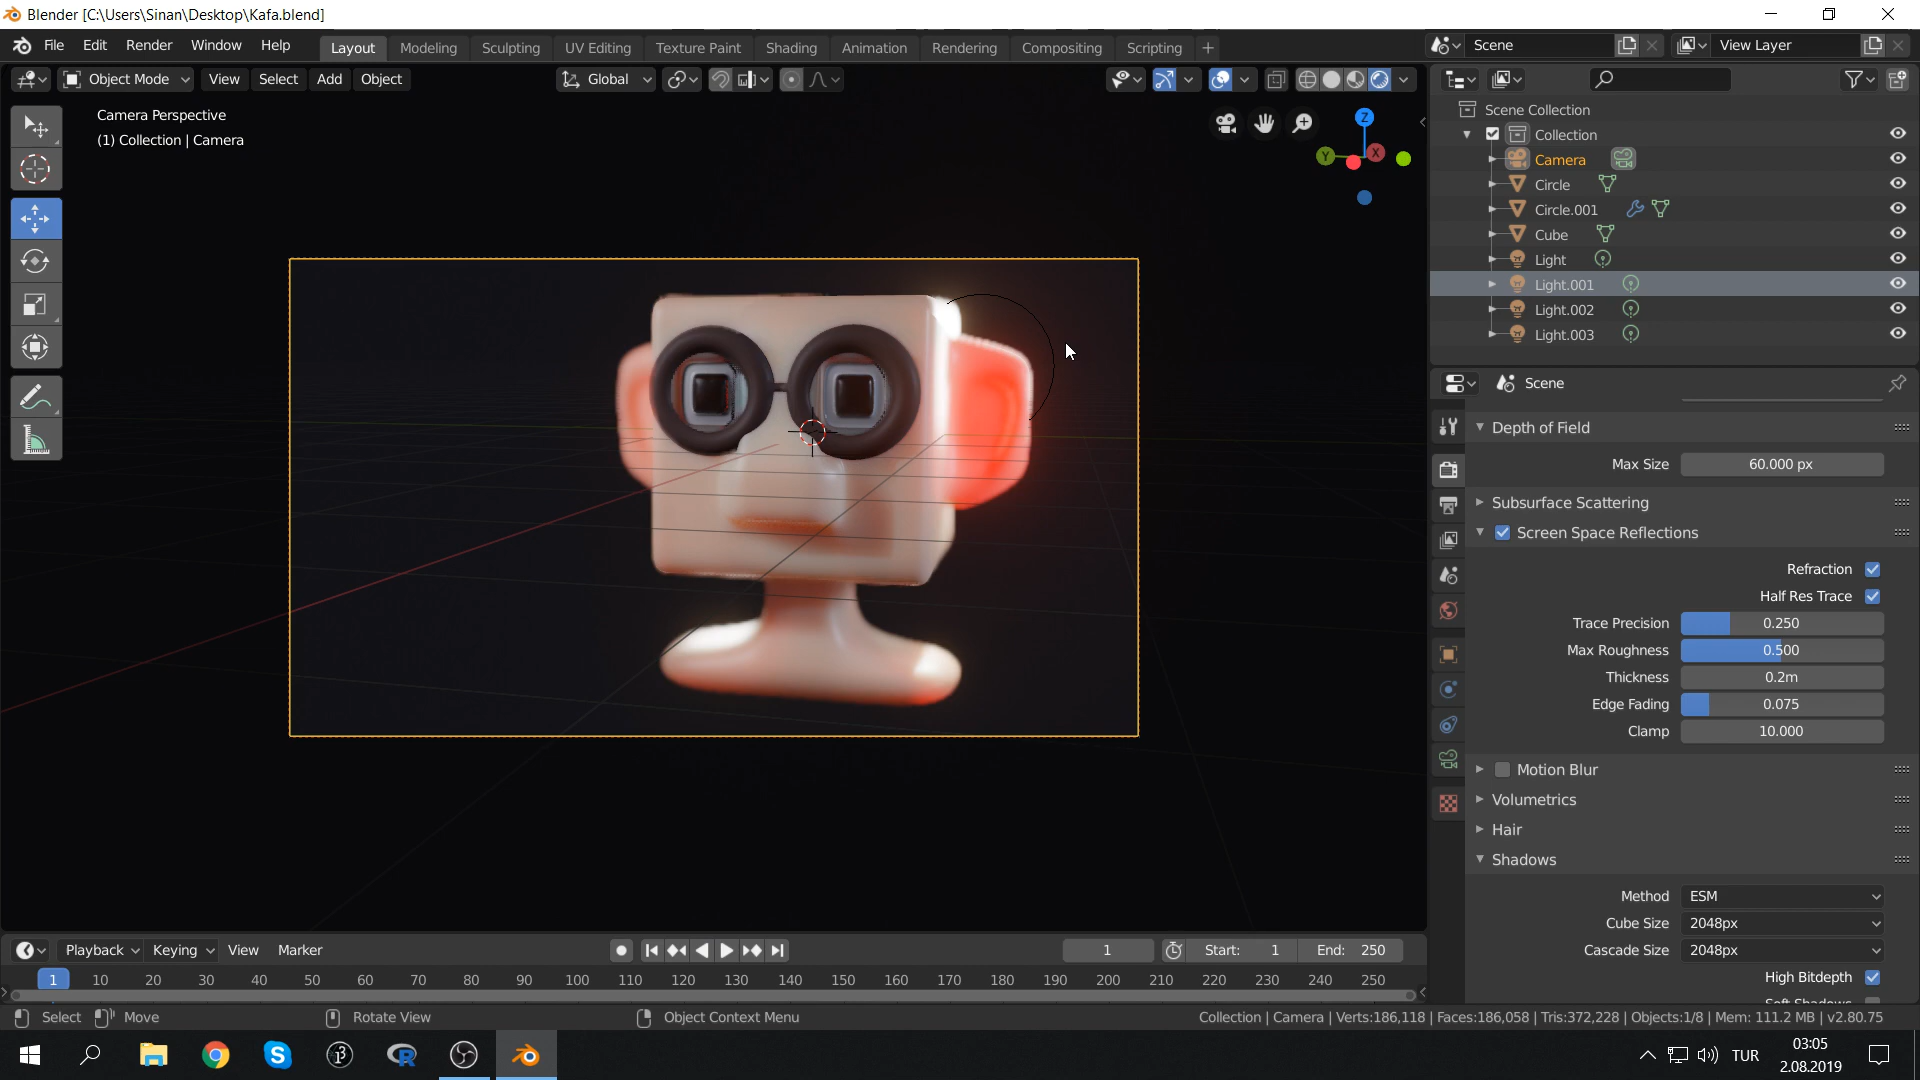 Blender [C:\Users\Sinan\Desktop\Kafa.blend]
File Edit Render Window Help
Layout Modeling Sculpting UV Editing Texture Paint Shading Animation Rendering Compositing Scripting +
Scene
View Layer
Object Mode View Select Add Object
Global
Camera Perspective
(1) Collection | Camera
Z
Y
X
Scene Collection
Collection
Camera
Circle
Circle.001
Cube
Light
Light.001
Light.002
Light.003
Scene
Depth of Field
Max Size 60.000 px
Subsurface Scattering
Screen Space Reflections
Refraction
Half Res Trace
Trace Precision 0.250
Max Roughness 0.500
Thickness 0.2m
Edge Fading 0.075
Clamp 10.000
Motion Blur
Volumetrics
Hair
Shadows
Method ESM
Cube Size 2048px
Cascade Size 2048px
High Bitdepth
Soft Shadows
Playback Keying View Marker
1 Start: 1 End: 250
1 10 20 30 40 50 60 70 80 90 100 110 120 130 140 150 160 170 180 190 200 210 220 230 240 250
Select Move Rotate View Object Context Menu
Collection | Camera | Verts:186,118 | Faces:186,058 | Tris:372,228 | Objects:1/8 | Mem: 111.2 MB | v2.80.75
TUR
03:05
2.08.2019